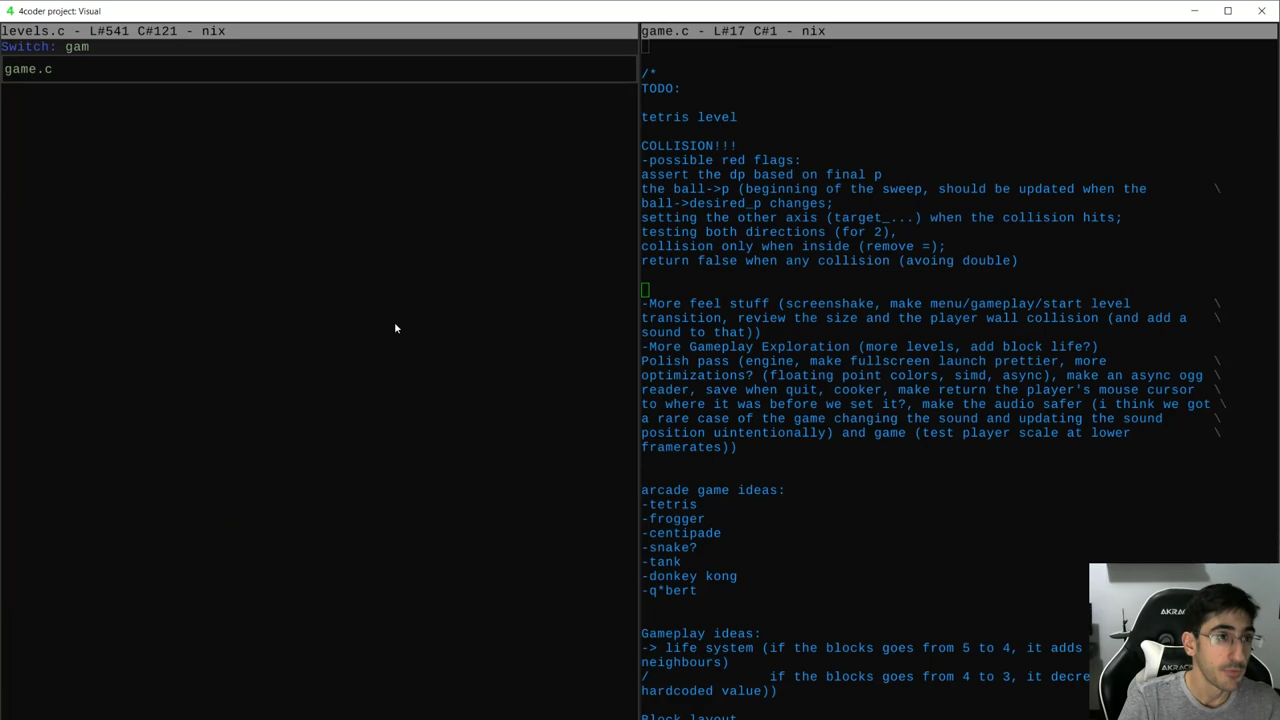 4 4coder project: Visual
levels.c - L#541 C#121 - nix
Switch: gam
game.c
game.c - L#17 C#1 - nix
/*
TODO:
tetris level
COLLISION!!!
-possible red flags:
assert the dp based on final p
the ball->p (beginning of the sweep, should be updated when the \
ball->desired_p changes;
setting the other axis (target_...) when the collision hits;
testing both directions (for 2),
collision only when inside (remove =);
return false when any collision (avoing double)
-More feel stuff (screenshake, make menu/gameplay/start level \
transition, review the size and the player wall collision (and add a \
sound to that))
-More Gameplay Exploration (more levels, add block life?)
Polish pass (engine, make fullscreen launch prettier, more \
optimizations? (floating point colors, simd, async), make an async ogg \
reader, save when quit, cooker, make return the player's mouse cursor \
to where it was before we set it?, make the audio safer (i think we got \
a rare case of the game changing the sound and updating the sound \
position uintentionally) and game (test player scale at lower \
framerates))
arcade game ideas:
-tetris
-frogger
-centipade
-snake?
-tank
-donkey kong
-q*bert
Gameplay ideas:
-> life system (if the blocks goes from 5 to 4, it adds
neighbours)
/ if the blocks goes from 4 to 3, it decre
hardcoded value))
Block layout
AKRAC
AKRAC